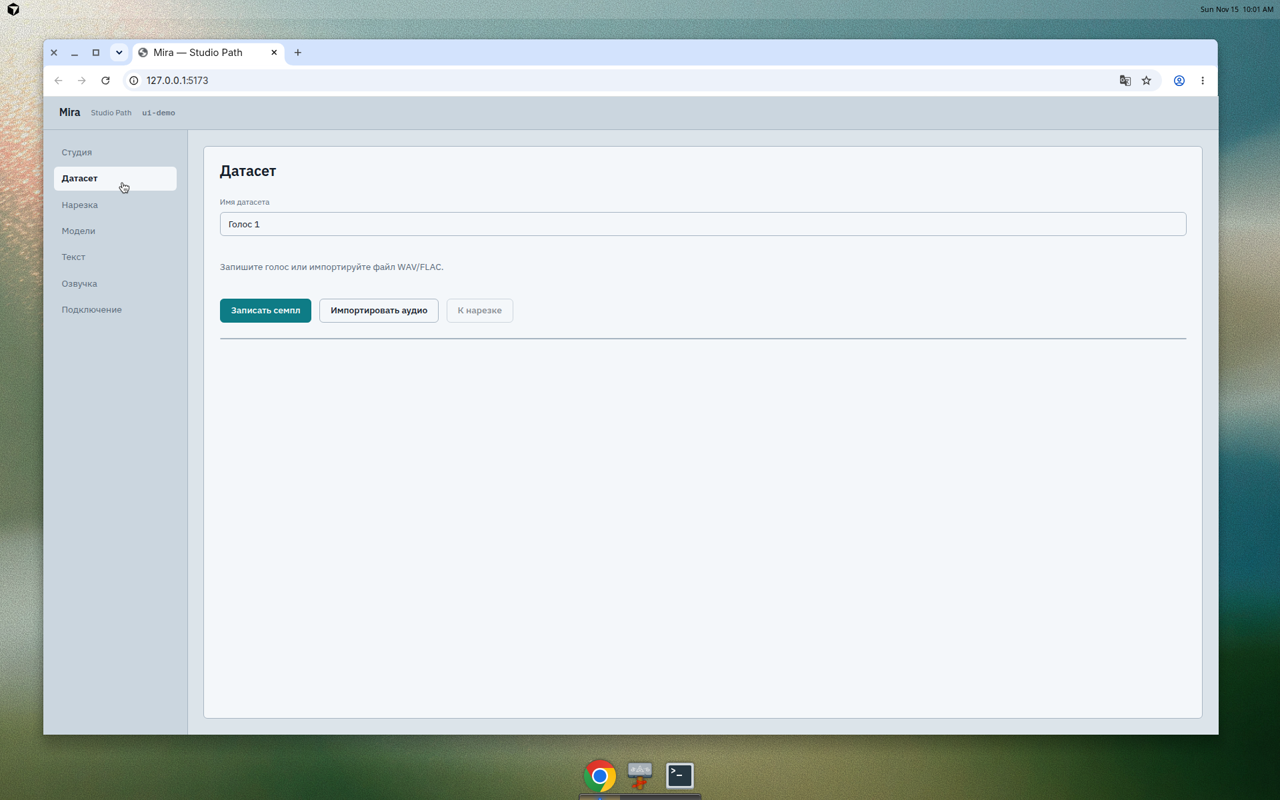 Sun Nov 15 10:01 AM
Mira — Studio Path
127.0.0.1:5173
Mira Studio Path ui-demo
Студия
Датасет
Нарезка
Модели
Текст
Озвучка
Подключение
Датасет
Имя датасета
Голос 1
Запишите голос или импортируйте файл WAV/FLAC.
Записать семпл Импортировать аудио К нарезке